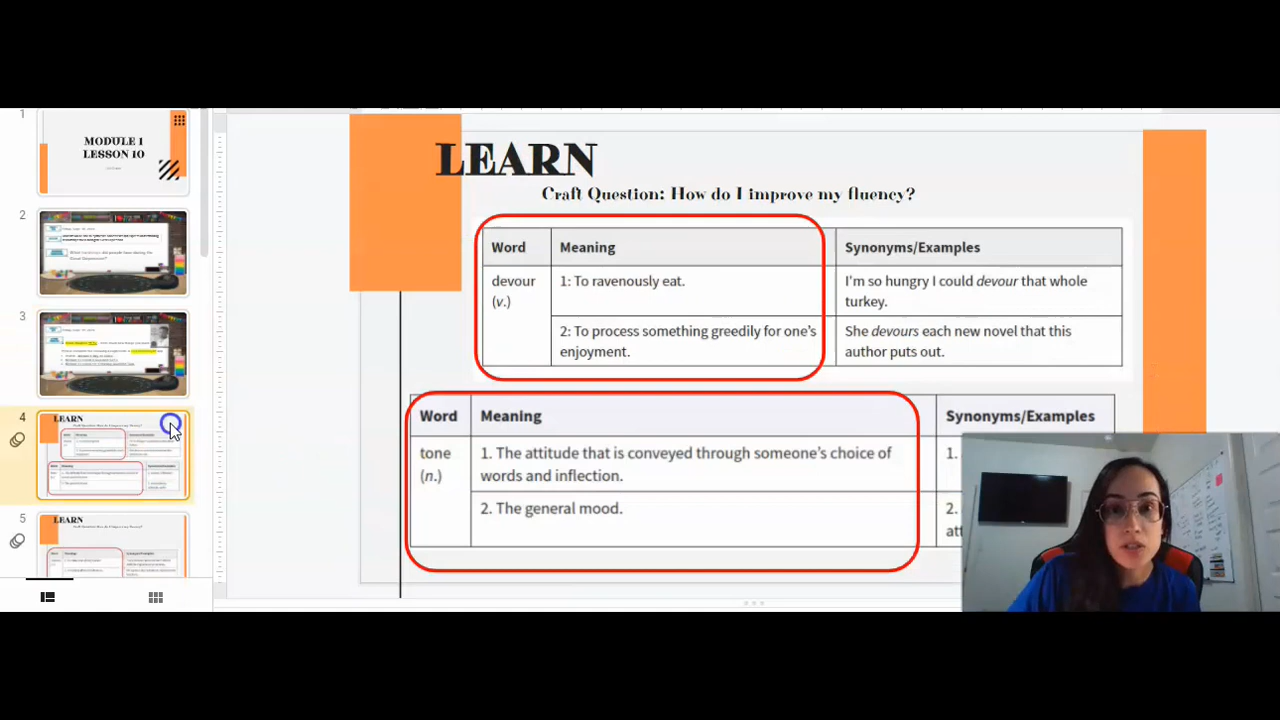 1
MODULE 1
LESSON 10
2
3
4
LEARN
5
LEARN
LEARN
Craft Question: How do I improve my fluency?
Word Meaning Synonyms/Examples
devour 1: To ravenously eat. I'm so hungry I could devour that whole
(v.) turkey.
2: To process something greedily for one's She devours each new novel that this
enjoyment. author puts out.
Word Meaning Synonyms/Examples
tone 1. The attitude that is conveyed through someone's choice of 1.
(n.) words and inflection.
2. The general mood. 2.
att